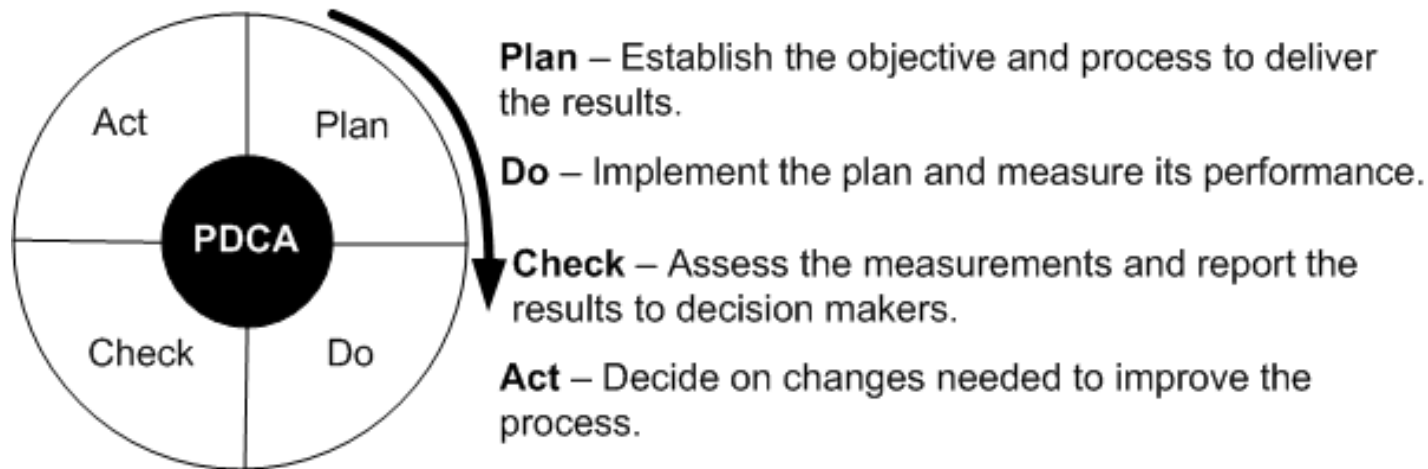 Act
Plan
PDCA
Check
Do
Plan – Establish the objective and process to deliver
the results.
Do – Implement the plan and measure its performance.
Check – Assess the measurements and report the
results to decision makers.
Act – Decide on changes needed to improve the
process.